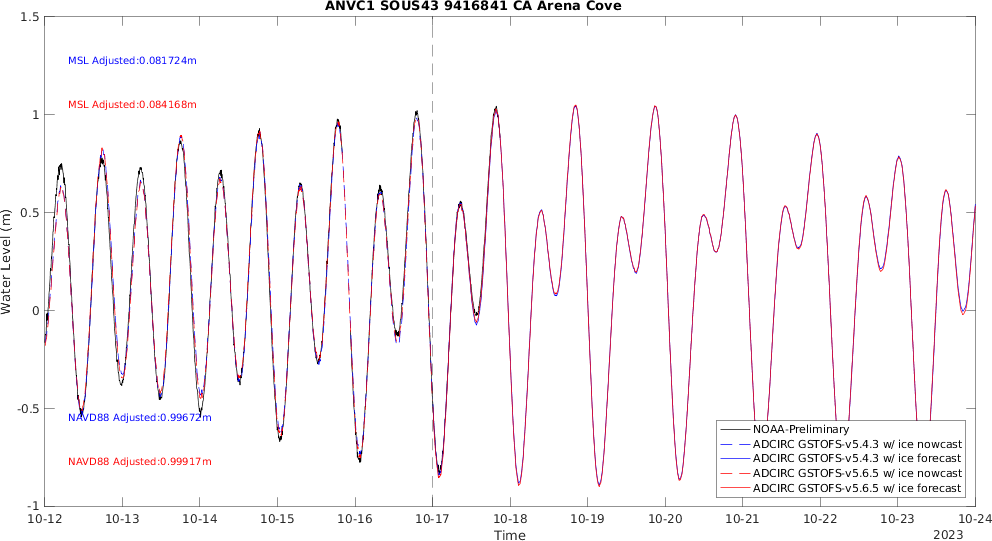 ANVC1 SOUS43 9416841 CA Arena Cove
1.5
1
0.5
0
-0.5
-1
Water Level (m)
MSL Adjusted:0.081724m
MSL Adjusted:0.084168m
NAVD88 Adjusted:0.99672m
NAVD88 Adjusted:0.99917m
NOAA-Preliminary
ADCIRC GSTOFS-v5.4.3 w/ ice nowcast
ADCIRC GSTOFS-v5.4.3 w/ ice forecast
ADCIRC GSTOFS-v5.6.5 w/ ice nowcast
ADCIRC GSTOFS-v5.6.5 w/ ice forecast
10-12 10-13 10-14 10-15 10-16 10-17 10-18 10-19 10-20 10-21 10-22 10-23 10-24
Time
2023